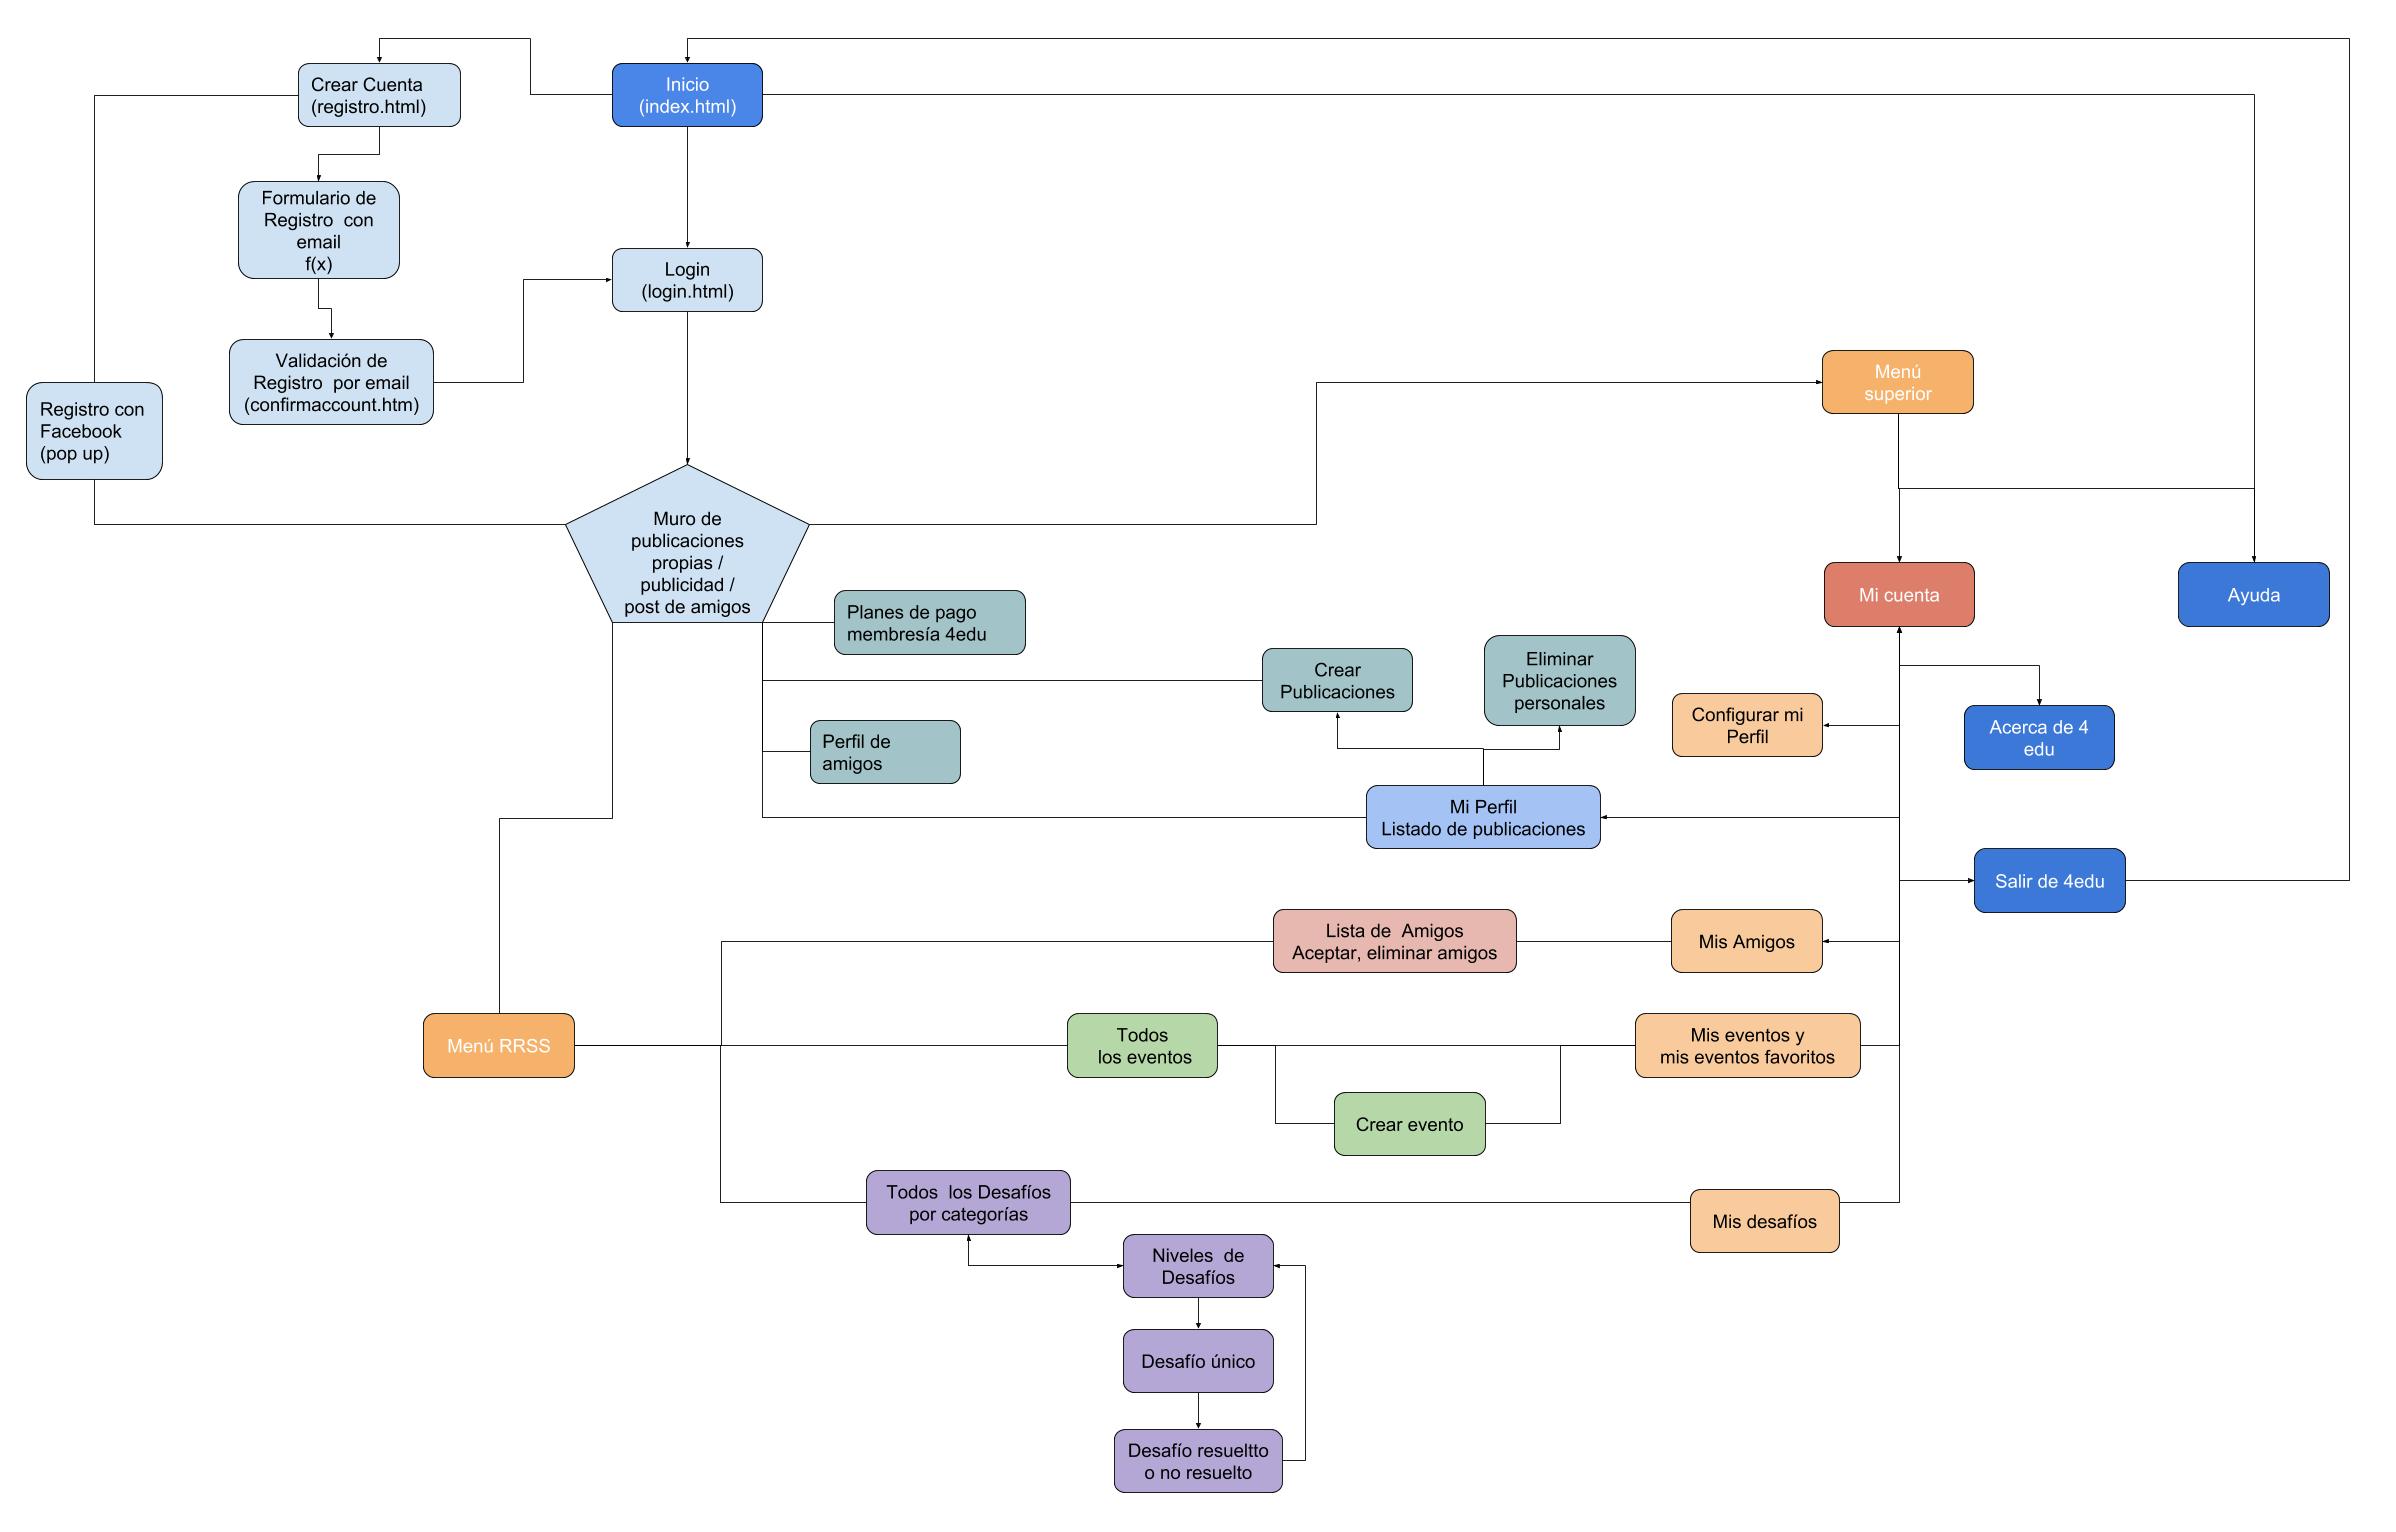 Crear Cuenta
(registro.html)
Inicio
(index.html)
Formulario de
Registro con
email
f(x)
Login
(login.html)
Validación de
Registro por email
(confirmaccount.htm)
Registro con
Facebook
(pop up)
Menú
superior
Muro de
publicaciones
propias /
publicidad /
post de amigos
Planes de pago
membresía 4edu
Mi cuenta
Ayuda
Crear
Publicaciones
Eliminar
Publicaciones
personales
Configurar mi
Perfil
Acerca de 4
edu
Perfil de
amigos
Mi Perfil
Listado de publicaciones
Salir de 4edu
Lista de Amigos
Aceptar, eliminar amigos
Mis Amigos
Menú RRSS
Todos
los eventos
Mis eventos y
mis eventos favoritos
Crear evento
Todos los Desafíos
por categorías
Mis desafíos
Niveles de
Desafíos
Desafío único
Desafío resueltto
o no resuelto